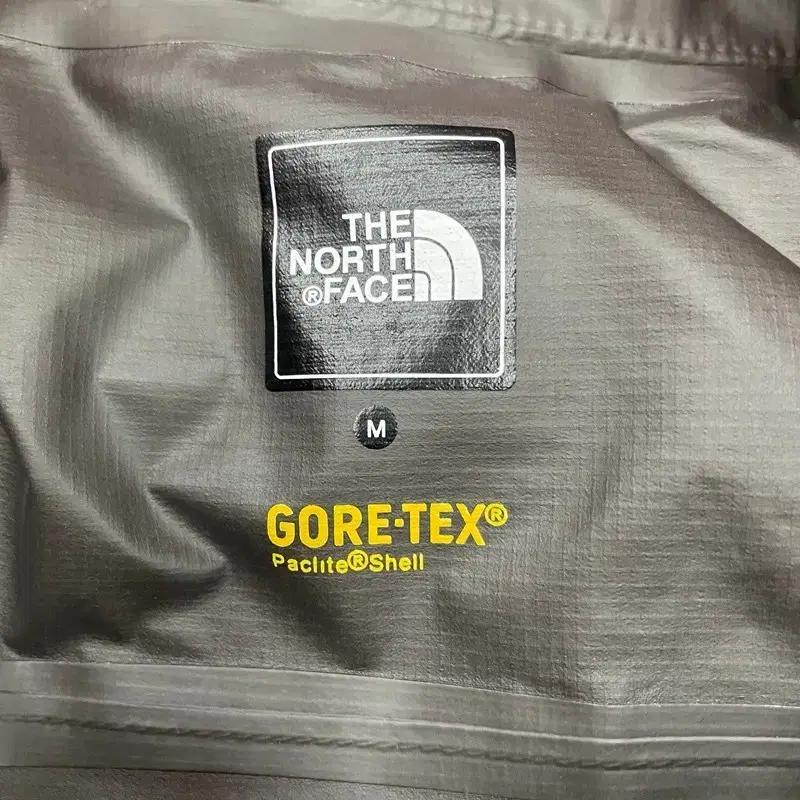 THE
NORTH
®FACE
M
GORE-TEX®
Paclite®Shell